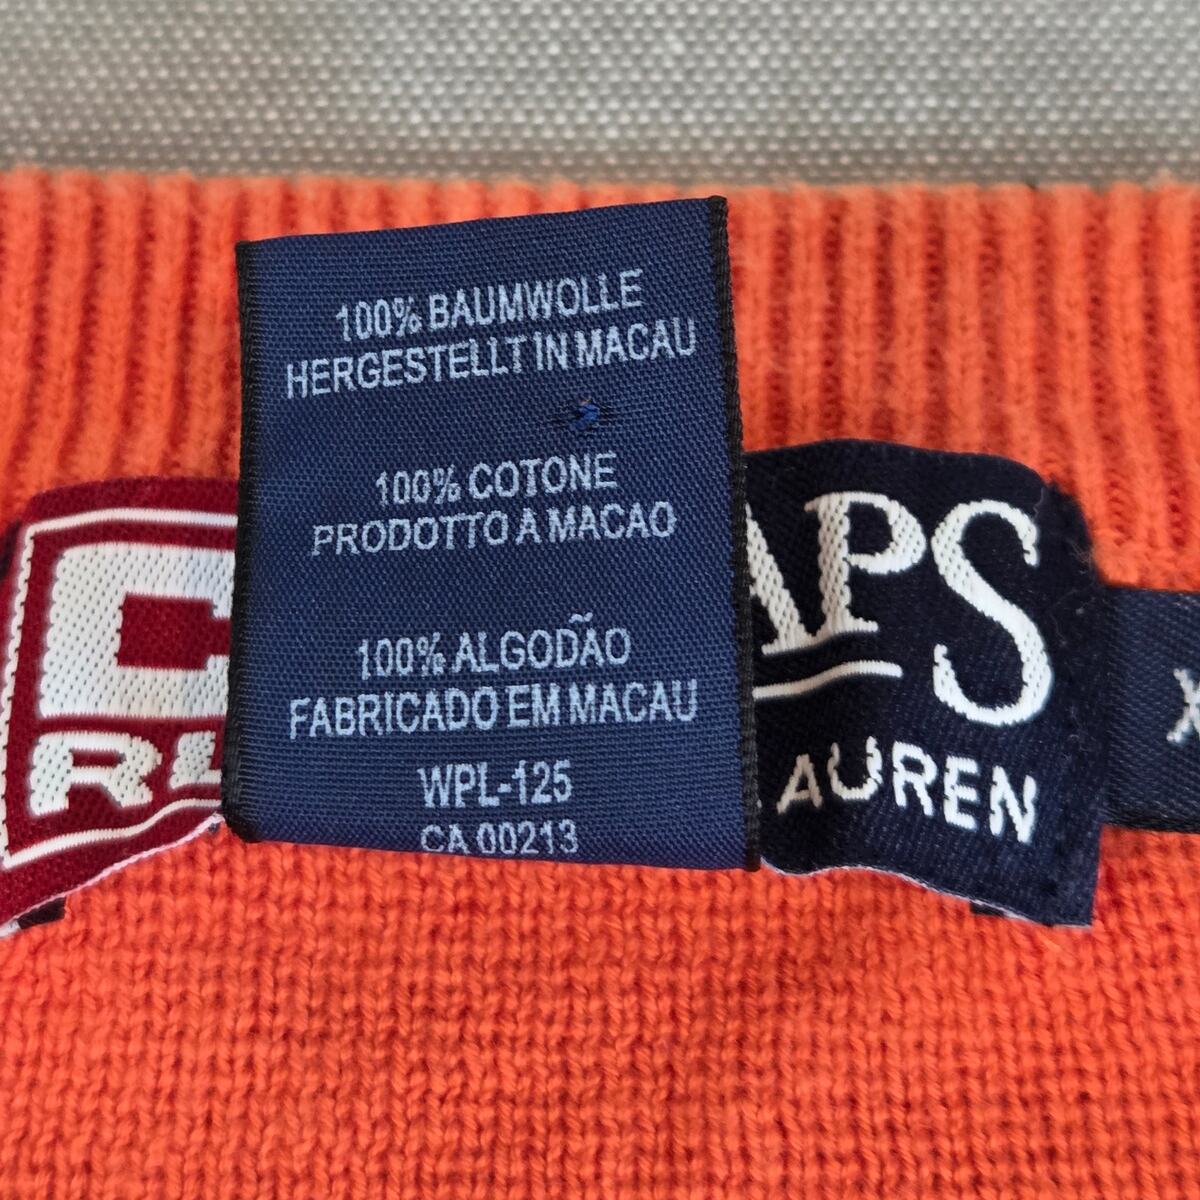 100% BAUMWOLLE
HERGESTELLT IN MACAU
100% COTONE
PRODOTTO A MACAO
100% ALGODÃO
FABRICADO EM MACAU
WPL-125
CA 00213
C
RU
APS
AUREN
X